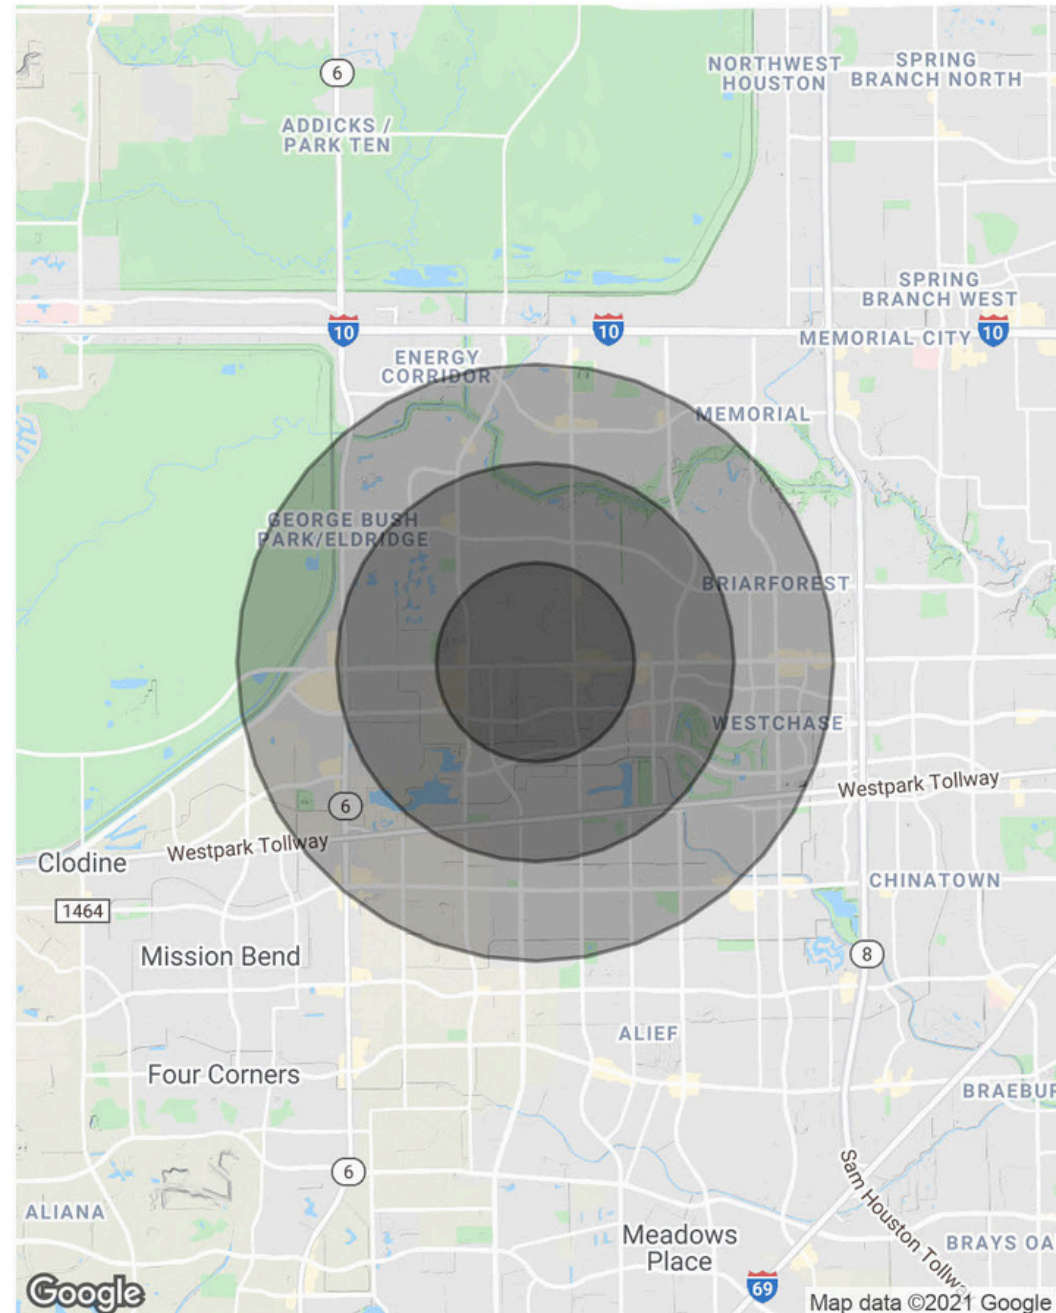 NORTHWEST
HOUSTON
SPRING
BRANCH NORTH
6
ADDICKS /
PARK TEN
SPRING
BRANCH WEST
10
10
MEMORIAL CITY
10
ENERGY
CORRIDOR
MEMORIAL
GEORGE BUSH
PARK/ELDRIDGE
BRIARFOREST
WESTCHASE
Westpark Tollway
6
Westpark Tollway
Clodine
CHINATOWN
1464
Mission Bend
8
ALIEF
Four Corners
BRAEBUR
6
Sam Houston Tollwa
ALIANA
Meadows
Place
BRAYS OA
69
Google
Map data ©2021 Google